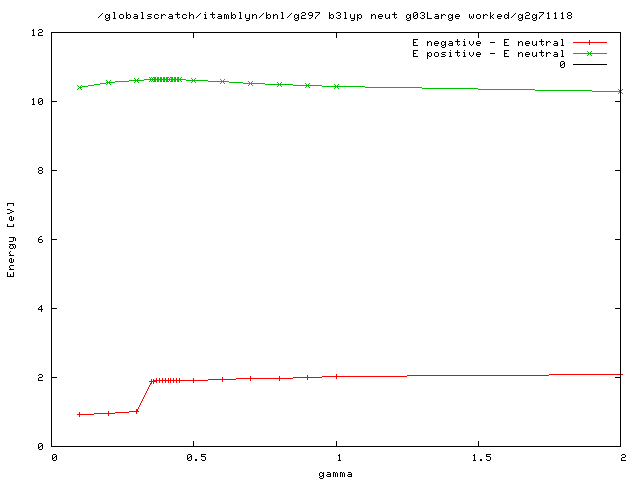 /globalscratch/itamblyn/bnl/g297 b3lyp neut g03Large worked/g2g71118
E negative - E neutral
E positive - E neutral
0
12
10
8
6
4
2
0
Energy [eV]
0 0.5 1 1.5 2
gamma